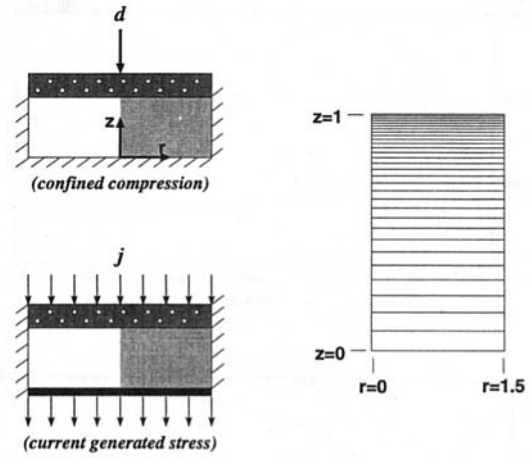 d
z
r
(confined compression)
j
(current generated stress)
z=1
z=0
r=0
r=1.5